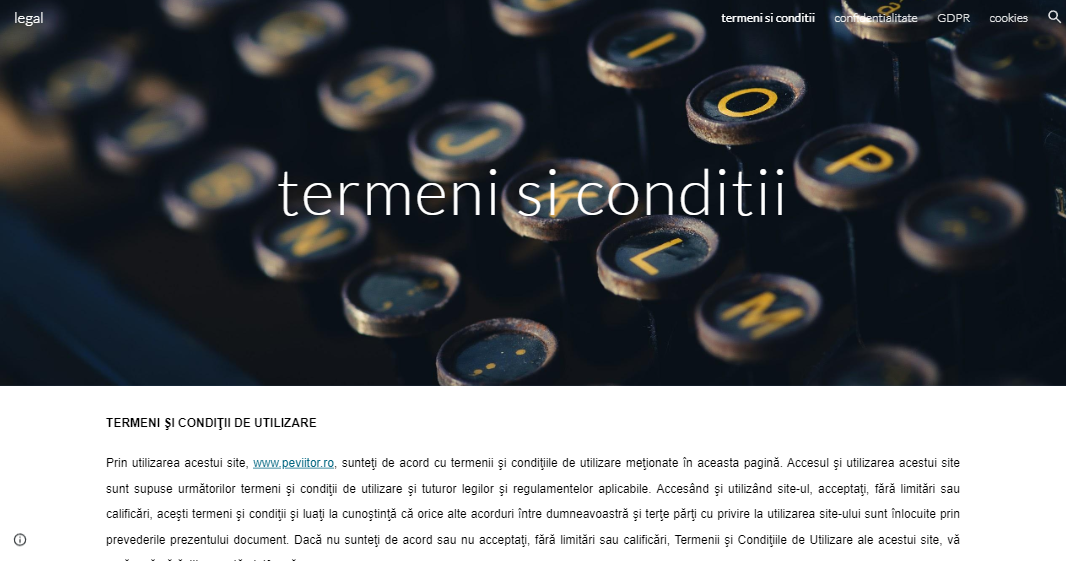 legal
termeni si conditii confidentialitate GDPR cookies
I O P
H J K L
N M
termeni si conditii
TERMENI ŞI CONDIŢII DE UTILIZARE
Prin utilizarea acestui site, www.peviitor.ro, sunteţi de acord cu termenii şi condiţiile de utilizare meţionate în aceasta pagină. Accesul şi utilizarea acestui site
sunt supuse următorilor termeni şi condiţii de utilizare şi tuturor legilor şi regulamentelor aplicabile. Accesând şi utilizând site-ul, acceptaţi, fără limitări sau
calificări, aceşti termeni şi condiţii şi luaţi la cunoştinţă că orice alte acorduri între dumneavoastră şi terţe părţi cu privire la utilizarea site-ului sunt înlocuite prin
prevederile prezentului document. Dacă nu sunteţi de acord sau nu acceptaţi, fără limitări sau calificări, Termenii şi Condiţiile de Utilizare ale acestui site, vă